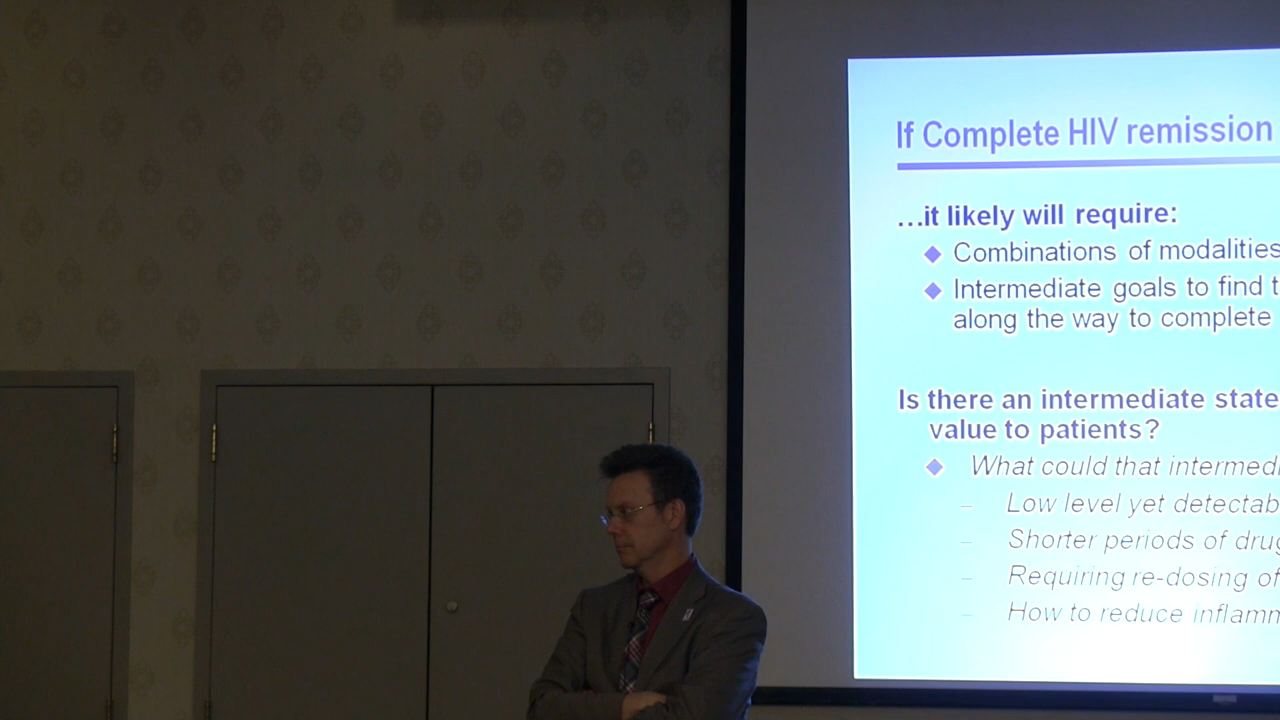 If Complete HIV remission
…it likely will require:
◆ Combinations of modalities
◆ Intermediate goals to find t
along the way to complete
Is there an intermediate state
value to patients?
◆ What could that intermedi
– Low level yet detectab
– Shorter periods of drug
– Requiring re-dosing of
– How to reduce inflamm